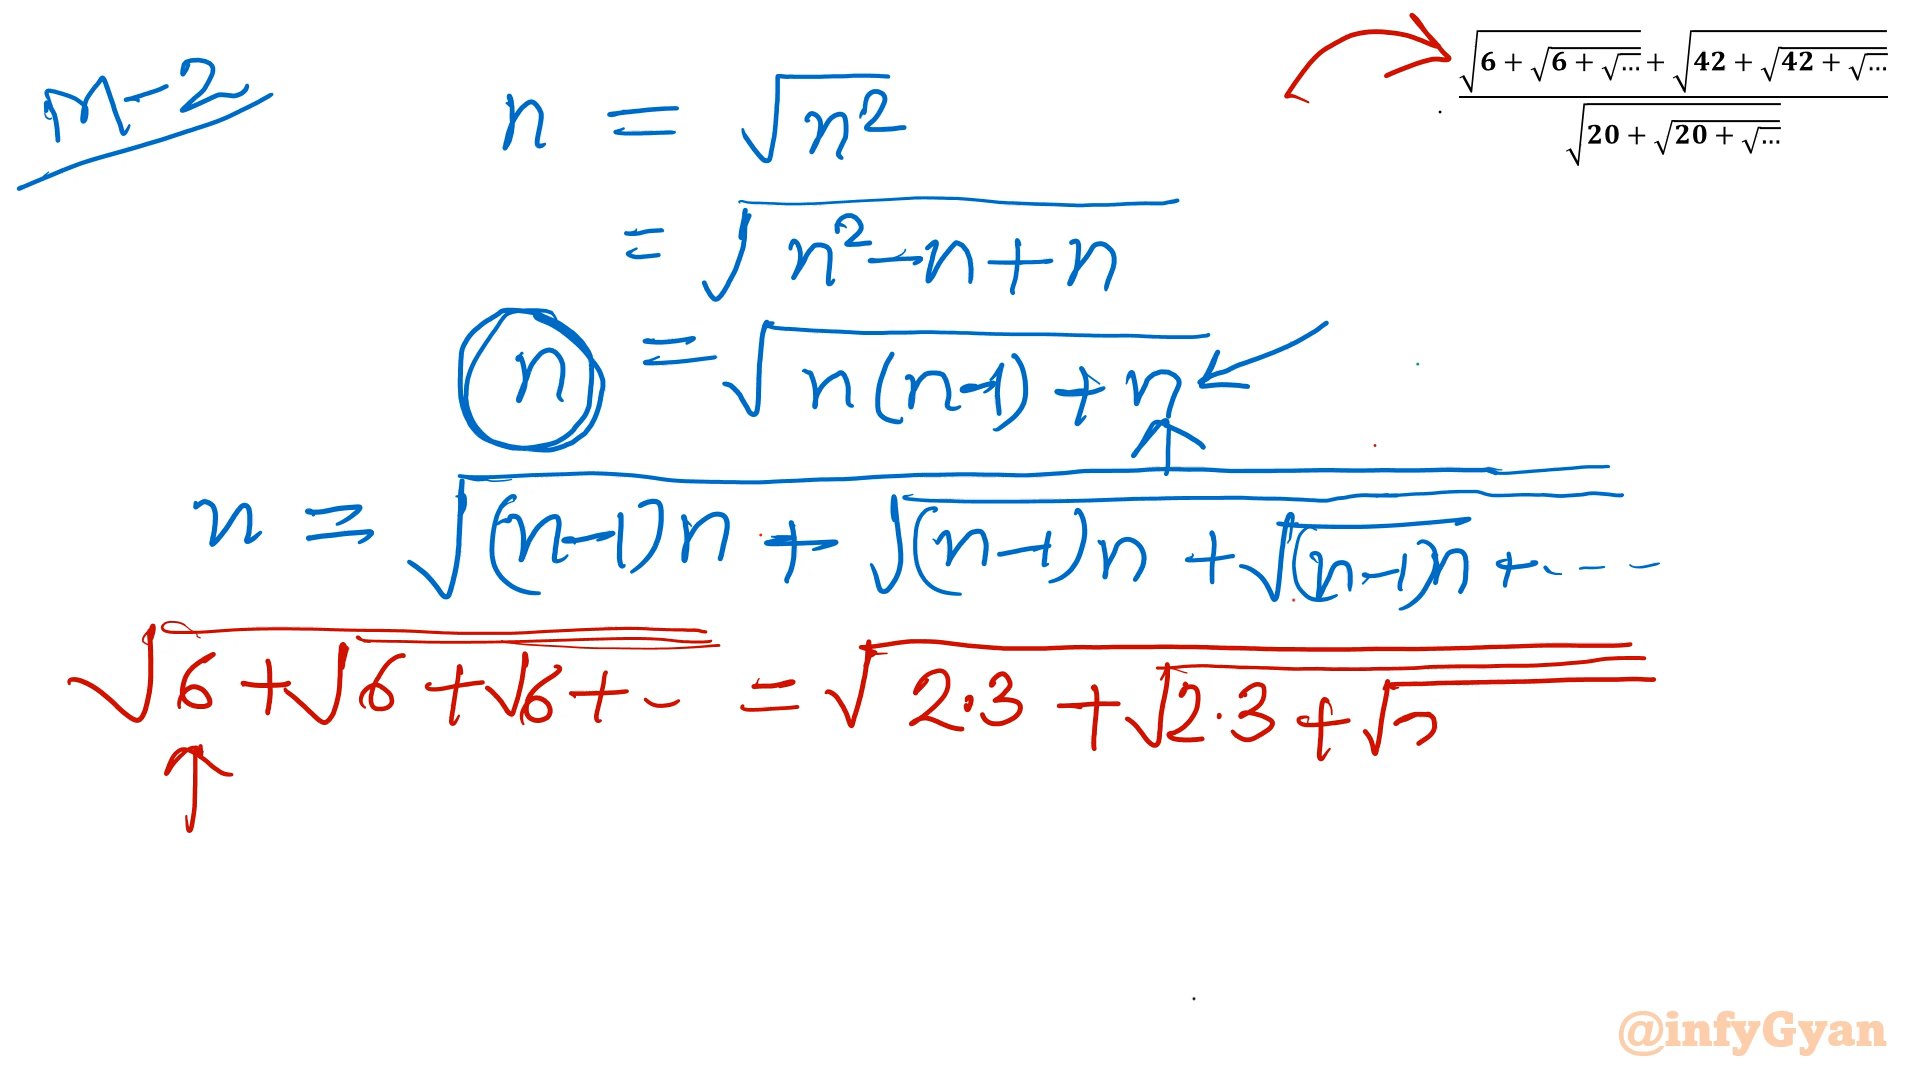 M-2
√(6 + √(6 + √...)) + √(42 + √(42 + √...))
√(20 + √(20 + √...))
n = √(n²)
= √(n² - n + n)
n = √(n(n-1) + n)
n = √((n-1)n + √((n-1)n + √((n-1)n + ----
√(6 + √(6 + √(6 + .. = √(2·3 + √(2·3 + √2
@infyGyan